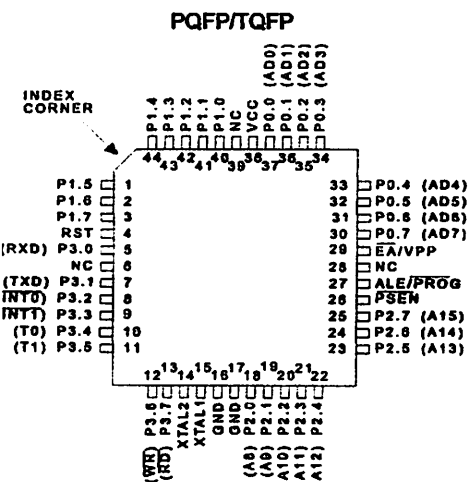 PQFP/TQFP
INDEX
CORNER
P1.4 P1.3 P1.2 P1.1 P1.0 NC VCC P0.0 (AD0) P0.1 (AD1) P0.2 (AD2) P0.3 (AD3)
44 43 42 41 40 39 38 37 36 35 34
P1.5 1 33 P0.4 (AD4)
P1.6 2 32 P0.5 (AD5)
P1.7 3 31 P0.6 (AD6)
RST 4 30 P0.7 (AD7)
(RXD) P3.0 5 29 EA/VPP
NC 6 28 NC
(TXD) P3.1 7 27 ALE/PROG
(INT0) P3.2 8 26 PSEN
(INT1) P3.3 9 25 P2.7 (A15)
(T0) P3.4 10 24 P2.6 (A14)
(T1) P3.5 11 23 P2.5 (A13)
12 13 14 15 16 17 18 19 20 21 22
(WR) P3.6 (RD) P3.7 XTAL2 XTAL1 GND GND (A8) P2.0 (A9) P2.1 (A10) P2.2 (A11) P2.3 (A12) P2.4